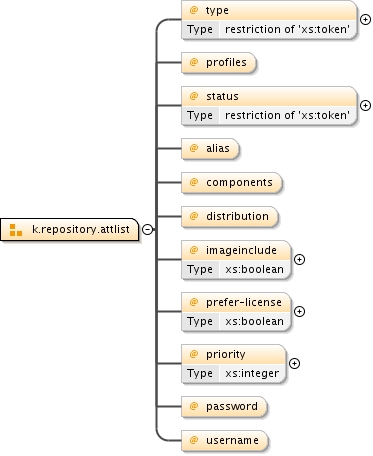 @ type
Type restriction of 'xs:token'
@ profiles
@ status
Type restriction of 'xs:token'
@ alias
@ components
@ distribution
k.repository.attlist
@ imageinclude
Type xs:boolean
@ prefer-license
Type xs:boolean
@ priority
Type xs:integer
@ password
@ username